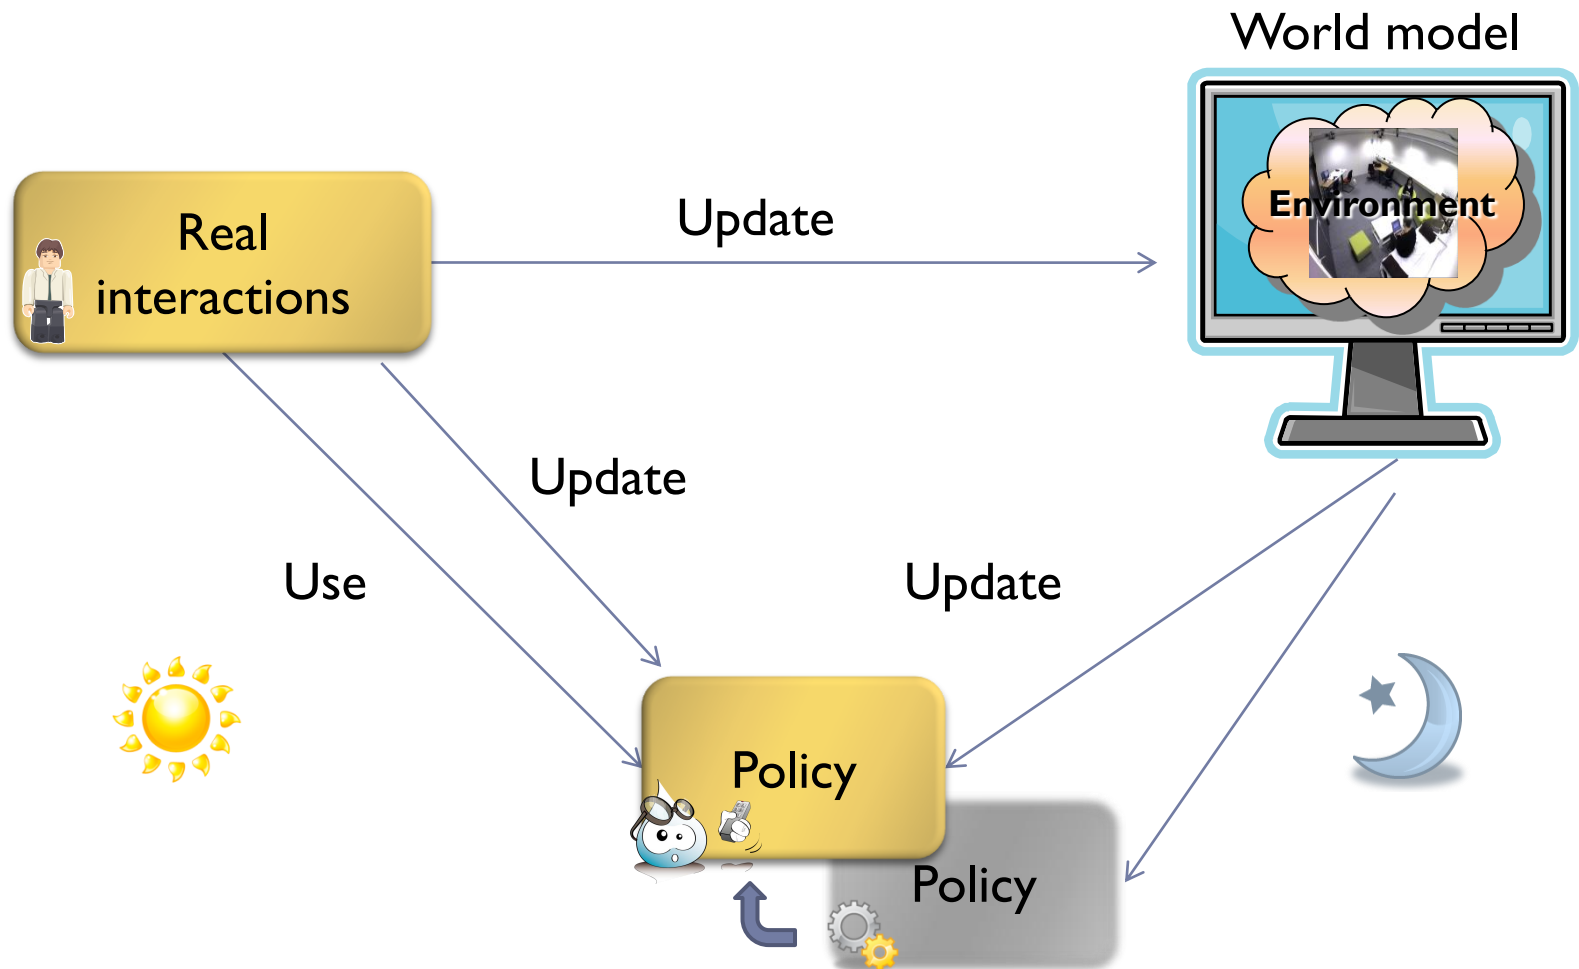 World model
Environment
Real
interactions
Update
Update
Use
Update
Policy
Policy